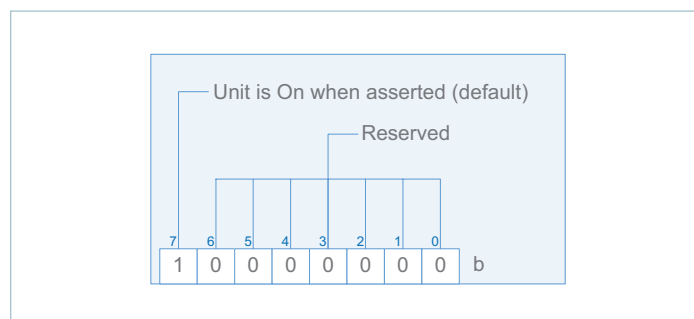 Unit is On when asserted (default)
Reserved
7 6 5 4 3 2 1 0
1 0 0 0 0 0 0 0 b